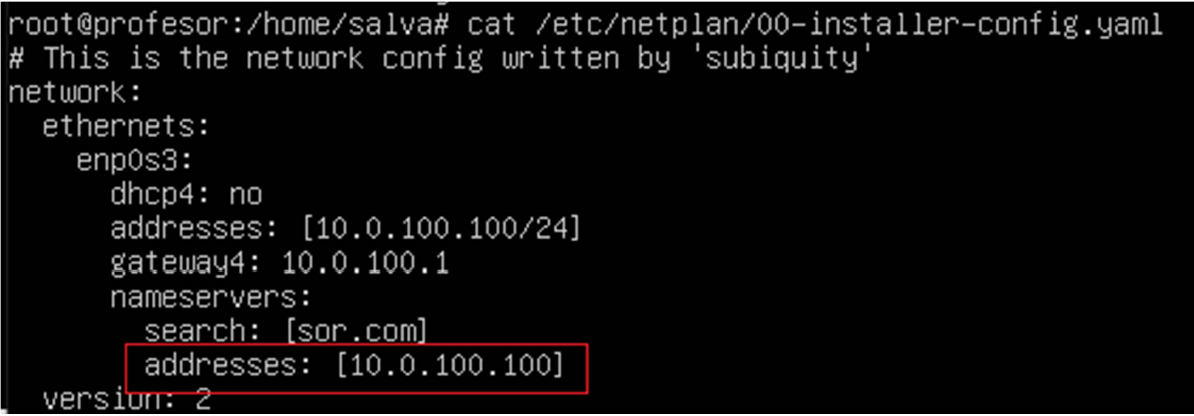 root@profesor:/home/salva# cat /etc/netplan/00-installer-config.yaml
# This is the network config written by 'subiquity'
network:
  ethernets:
    enp0s3:
      dhcp4: no
      addresses: [10.0.100.100/24]
      gateway4: 10.0.100.1
      nameservers:
        search: [sor.com]
        addresses: [10.0.100.100]
  version: 2